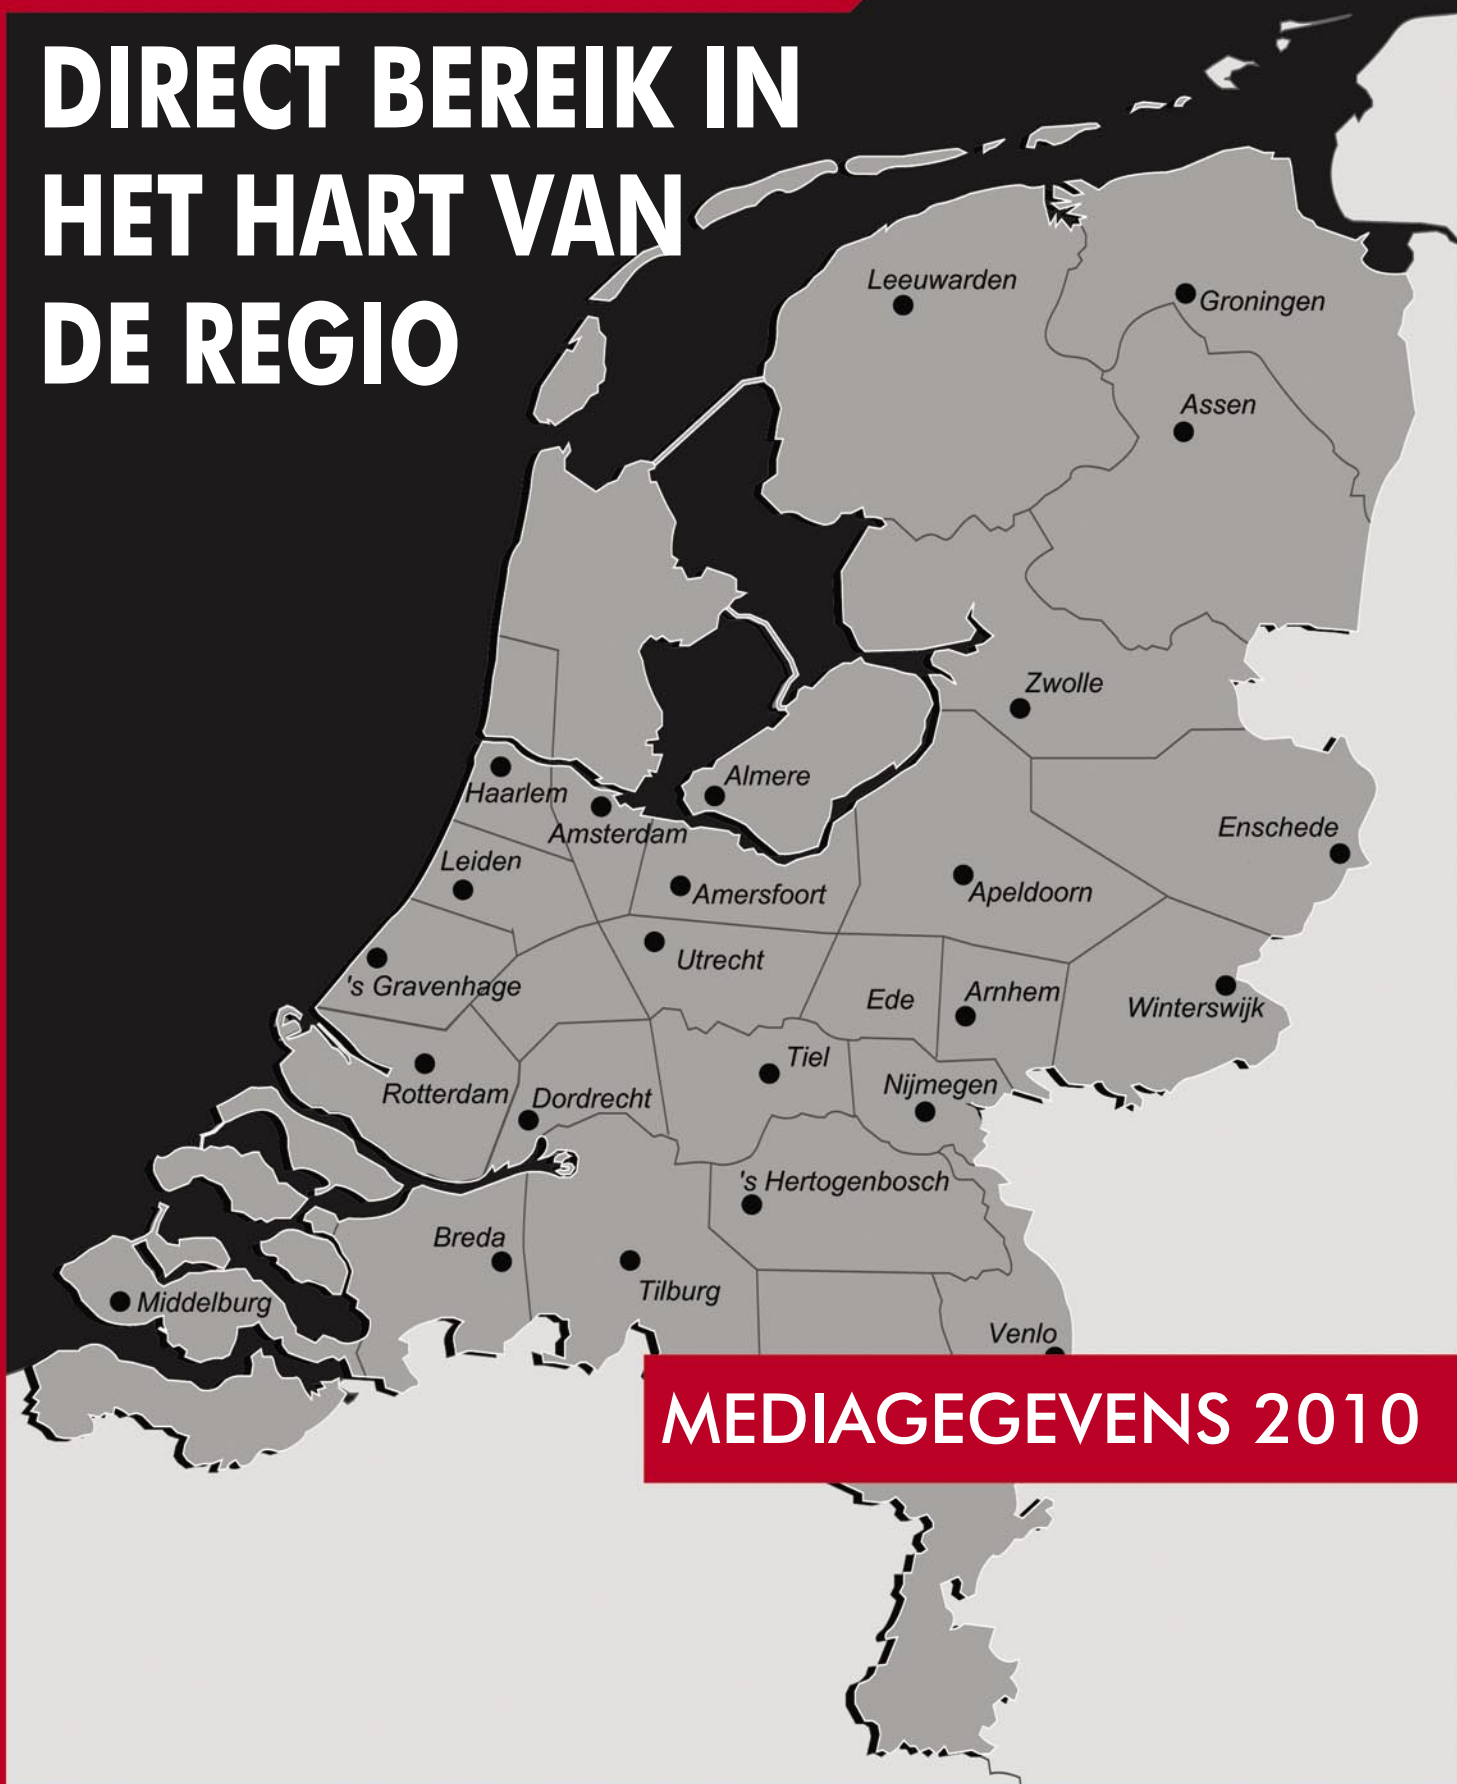 DIRECT BEREIK IN
HET HART VAN
DE REGIO
Leeuwarden
Groningen
Assen
Zwolle
Haarlem
Almere
Amsterdam
Enschede
Leiden
Amersfoort
Apeldoorn
Utrecht
's Gravenhage
Ede
Arnhem
Winterswijk
Tiel
Rotterdam
Dordrecht
Nijmegen
's Hertogenbosch
Breda
Tilburg
Middelburg
Venlo
MEDIAGEGEVENS 2010